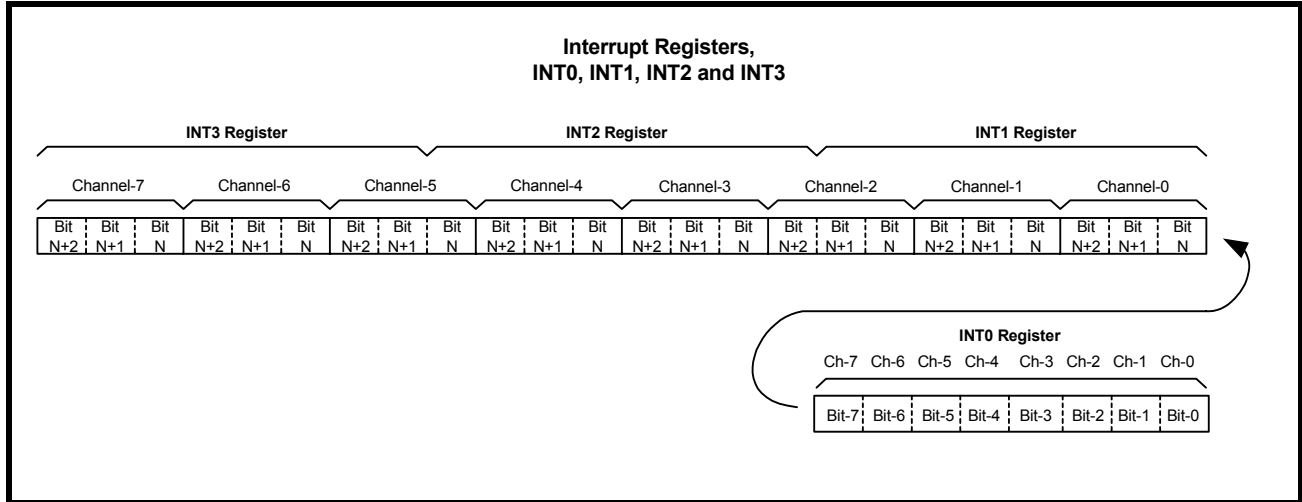 Interrupt Registers,
INT0, INT1, INT2 and INT3
INT3 Register INT2 Register INT1 Register
Channel-7 Channel-6 Channel-5 Channel-4 Channel-3 Channel-2 Channel-1 Channel-0
Bit Bit Bit Bit Bit Bit Bit Bit Bit Bit Bit Bit Bit Bit Bit Bit Bit Bit Bit Bit Bit Bit Bit Bit
N+2 N+1 N N+2 N+1 N N+2 N+1 N N+2 N+1 N N+2 N+1 N N+2 N+1 N N+2 N+1 N N+2 N+1 N
INT0 Register
Ch-7 Ch-6 Ch-5 Ch-4 Ch-3 Ch-2 Ch-1 Ch-0
Bit-7 Bit-6 Bit-5 Bit-4 Bit-3 Bit-2 Bit-1 Bit-0